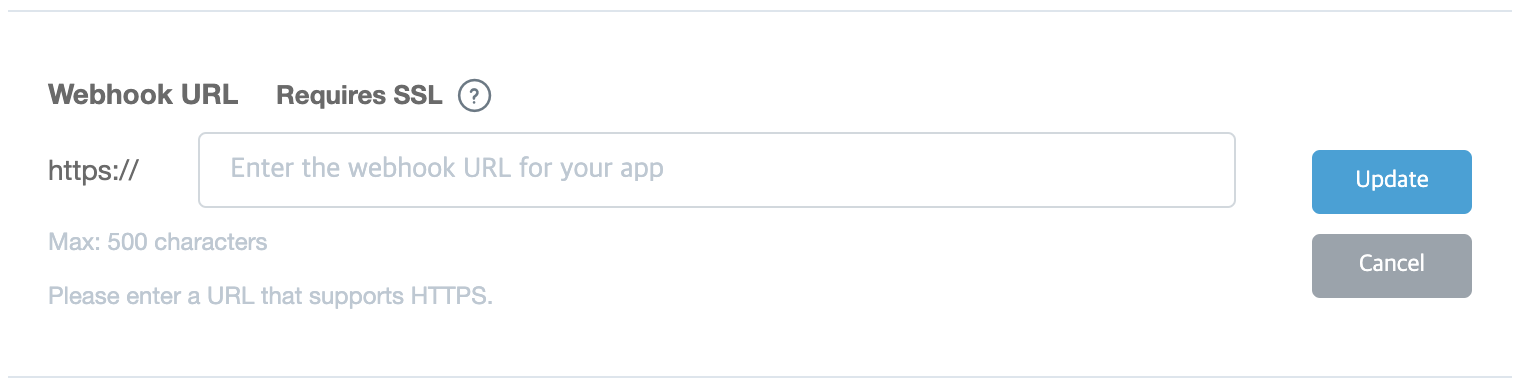 Webhook URL Requires SSL ?
https:// Enter the webhook URL for your app
Update
Max: 500 characters
Cancel
Please enter a URL that supports HTTPS.